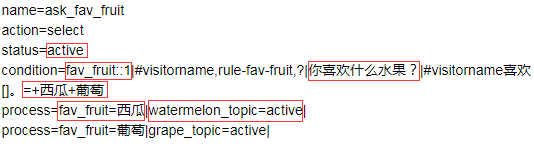 name=ask_fav_fruit
action=select
status=active
condition=fav_fruit::1|#visitorname,rule-fav-fruit,?|你喜欢什么水果?|#visitorname喜欢
[]。=+西瓜+葡萄
process=fav_fruit=西瓜|watermelon_topic=active|
process=fav_fruit=葡萄|grape_topic=active|